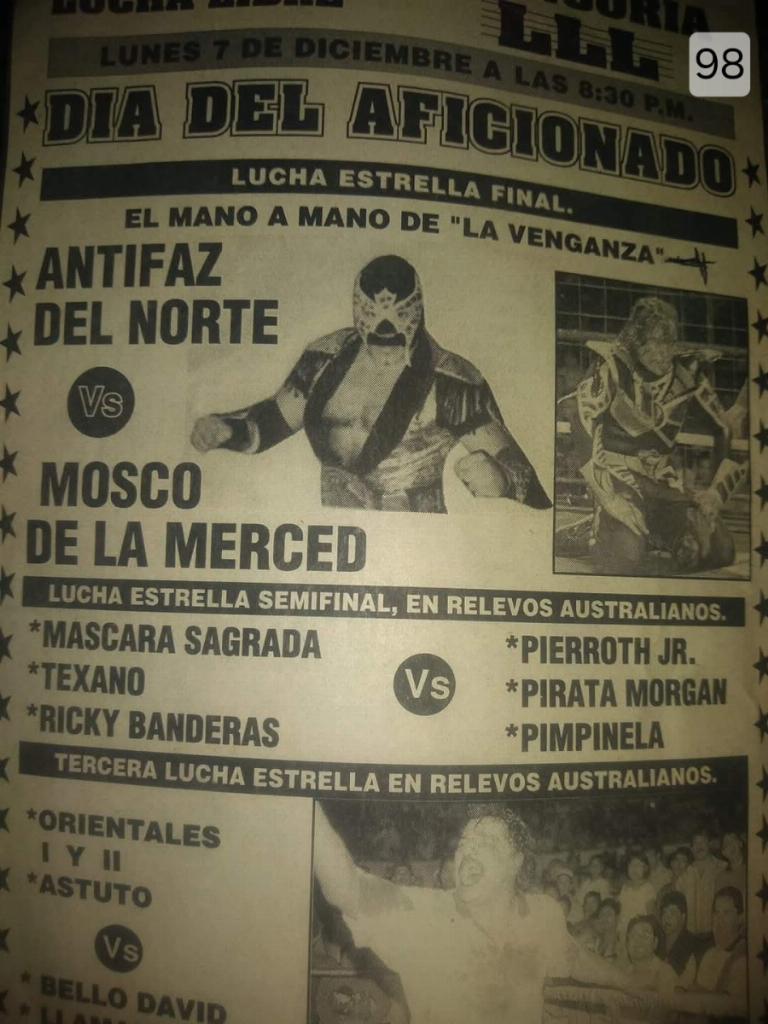 LUCHA LIBRE
LLL
98
LUNES 7 DE DICIEMBRE A LAS 8:30 P.M.
DIA DEL AFICIONADO
LUCHA ESTRELLA FINAL.
EL MANO A MANO DE "LA VENGANZA"
ANTIFAZ
DEL NORTE
Vs
MOSCO
DE LA MERCED
LUCHA ESTRELLA SEMIFINAL, EN RELEVOS AUSTRALIANOS.
*MASCARA SAGRADA
*TEXANO
*RICKY BANDERAS
Vs
*PIERROTH JR.
*PIRATA MORGAN
*PIMPINELA
TERCERA LUCHA ESTRELLA EN RELEVOS AUSTRALIANOS.
*ORIENTALES
I Y II
*ASTUTO
Vs
* BELLO DAVID